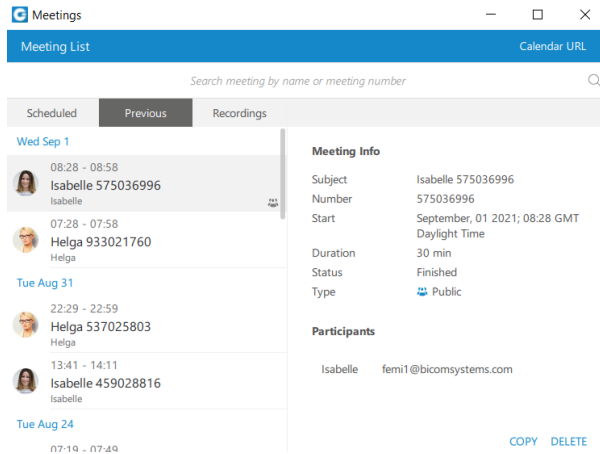 Meetings
Meeting List
Calendar URL
Search meeting by name or meeting number
Scheduled
Previous
Recordings
Wed Sep 1
08:28 - 08:58
Isabelle 575036996
Isabelle
07:28 - 07:58
Helga 933021760
Helga
Tue Aug 31
22:29 - 22:59
Helga 537025803
Helga
13:41 - 14:11
Isabelle 459028816
Isabelle
Tue Aug 24
07:19 - 07:49
Meeting Info
Subject Isabelle 575036996
Number 575036996
Start September, 01 2021; 08:28 GMT
Daylight Time
Duration 30 min
Status Finished
Type Public
Participants
Isabelle femi1@bicomsystems.com
COPY DELETE